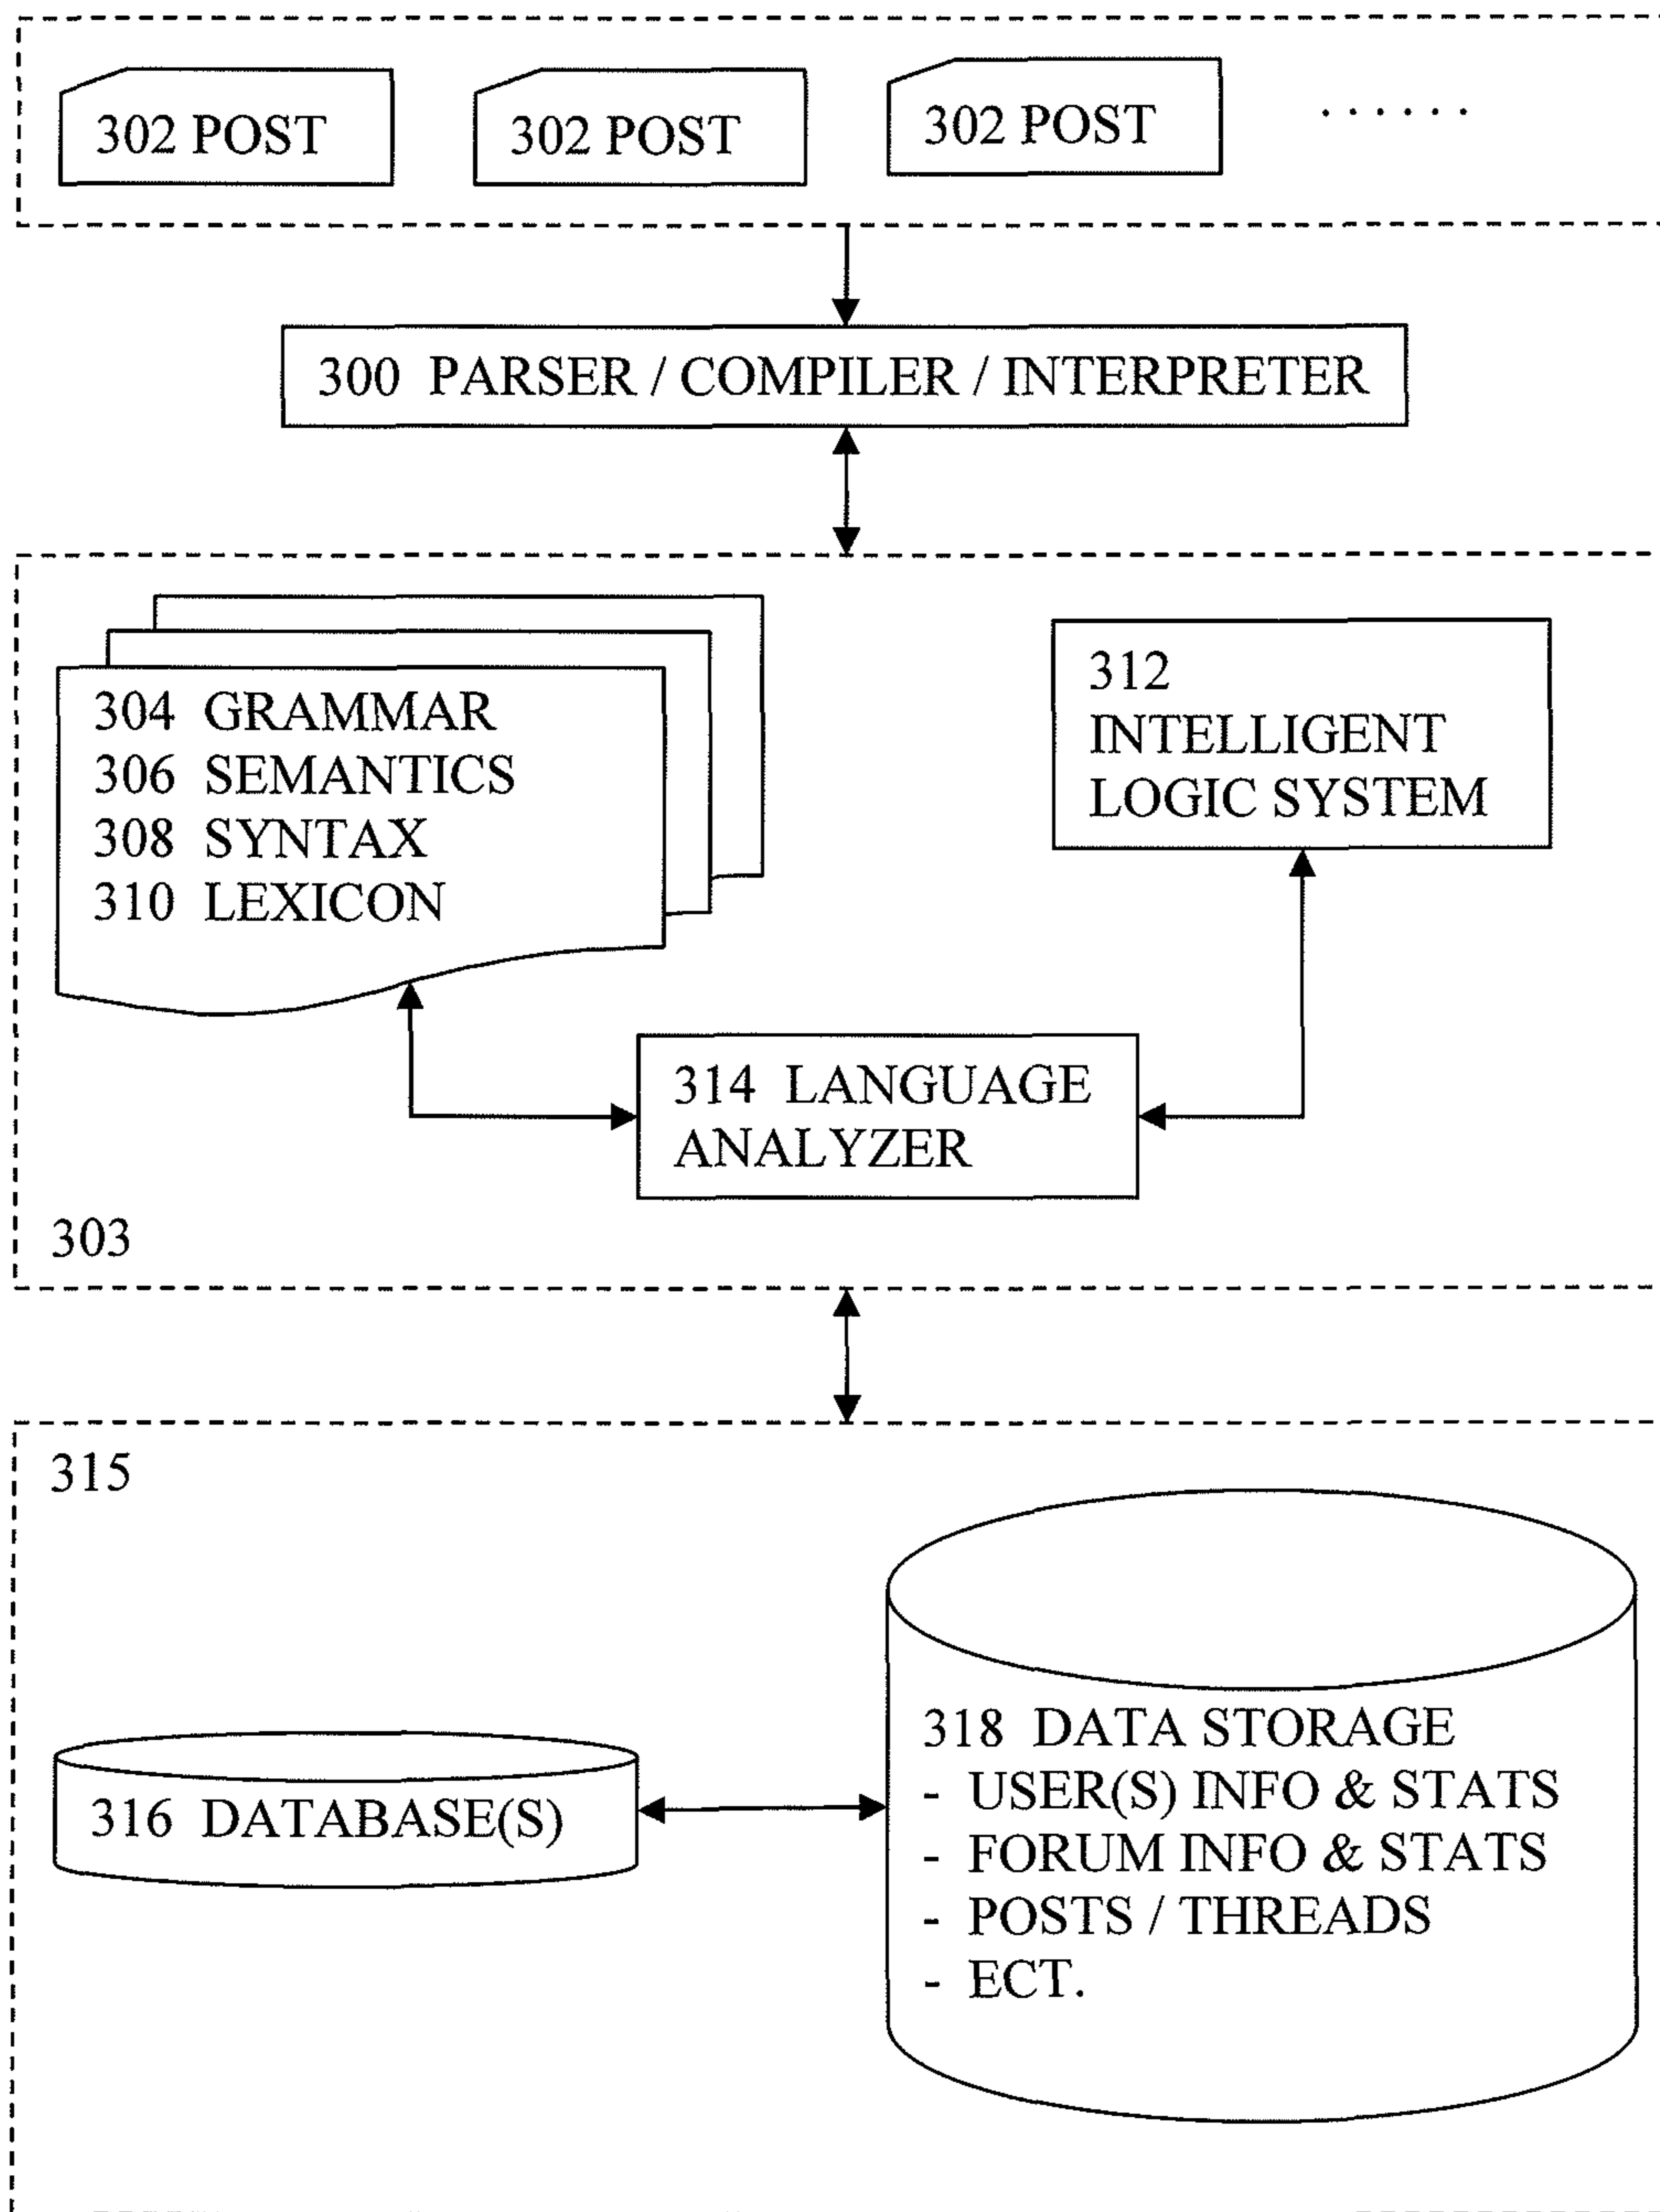 302 POST
302 POST
302 POST
......
300 PARSER / COMPILER / INTERPRETER
304 GRAMMAR
306 SEMANTICS
308 SYNTAX
310 LEXICON
312
INTELLIGENT
LOGIC SYSTEM
314 LANGUAGE
ANALYZER
303
315
316 DATABASE(S)
318 DATA STORAGE
- USER(S) INFO & STATS
- FORUM INFO & STATS
- POSTS / THREADS
- ECT.